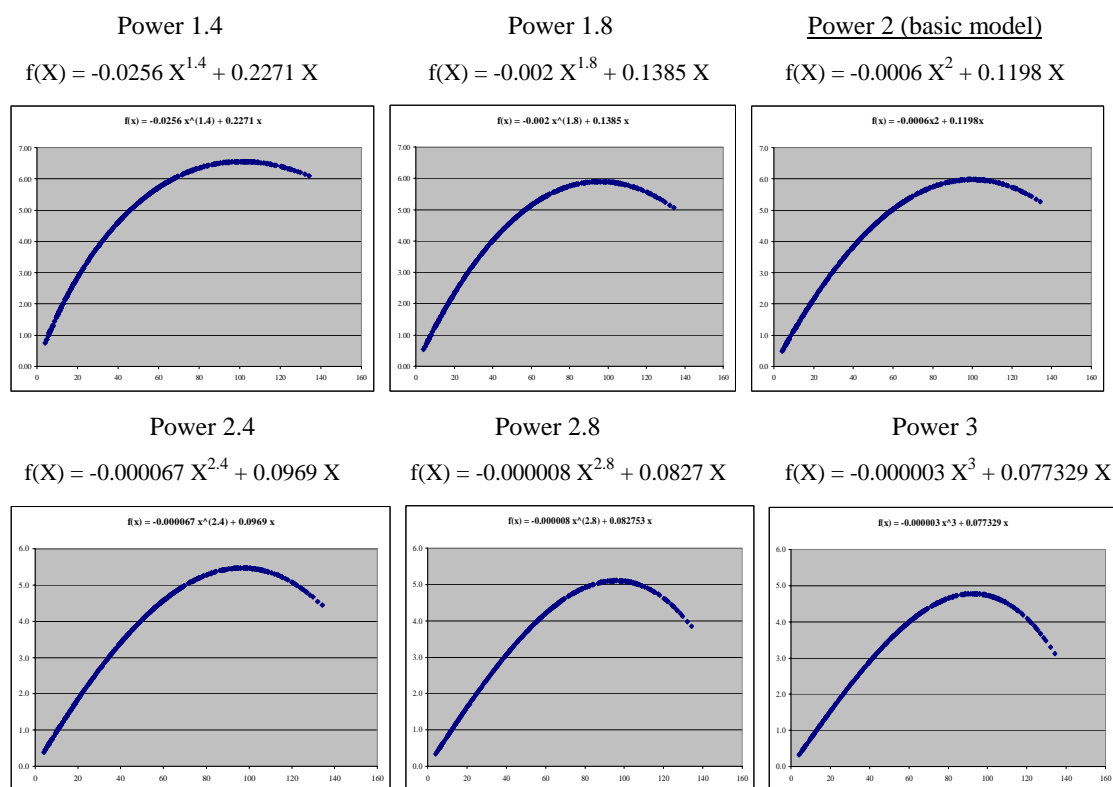 Power 1.4
Power 1.8
Power 2 (basic model)
f(X) = -0.0256 X^1.4 + 0.2271 X
f(X) = -0.002 X^1.8 + 0.1385 X
f(X) = -0.0006 X^2 + 0.1198 X
f(x) = -0.0256 x^(1.4) + 0.2271 x
7.00
6.00
5.00
4.00
3.00
2.00
1.00
0.00
0 20 40 60 80 100 120 140 160
f(x) = -0.002 x^(1.8) + 0.1385 x
7.00
6.00
5.00
4.00
3.00
2.00
1.00
0.00
0 20 40 60 80 100 120 140 160
f(x) = -0.0006x2 + 0.1198x
7.00
6.00
5.00
4.00
3.00
2.00
1.00
0.00
0 20 40 60 80 100 120 140 160
Power 2.4
Power 2.8
Power 3
f(X) = -0.000067 X^2.4 + 0.0969 X
f(X) = -0.000008 X^2.8 + 0.0827 X
f(X) = -0.000003 X^3 + 0.077329 X
f(x) = -0.000067 x^(2.4) + 0.0969 x
6.0
5.0
4.0
3.0
2.0
1.0
0.0
0 20 40 60 80 100 120 140 160
f(x) = -0.000008 x^(2.8) + 0.082753 x
6.0
5.0
4.0
3.0
2.0
1.0
0.0
0 20 40 60 80 100 120 140 160
f(x) = -0.000003 x^3 + 0.077329 x
6.0
5.0
4.0
3.0
2.0
1.0
0.0
0 20 40 60 80 100 120 140 160